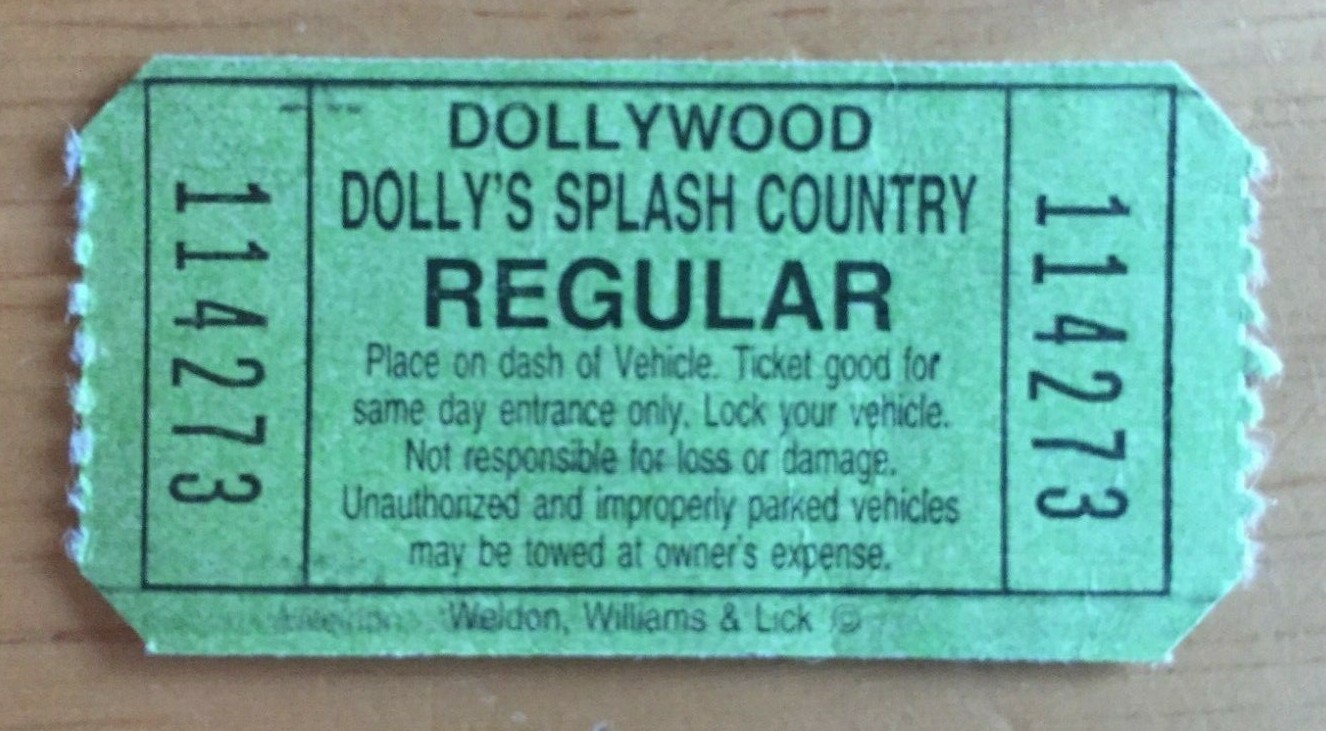 114273
DOLLYWOOD
DOLLY'S SPLASH COUNTRY
REGULAR
Place on dash of Vehicle. Ticket good for
same day entrance only. Lock your vehicle.
Not responsible for loss or damage.
Unauthorized and improperly parked vehicles
may be towed at owner's expense.
114273
Weldon, Williams & Lick ©